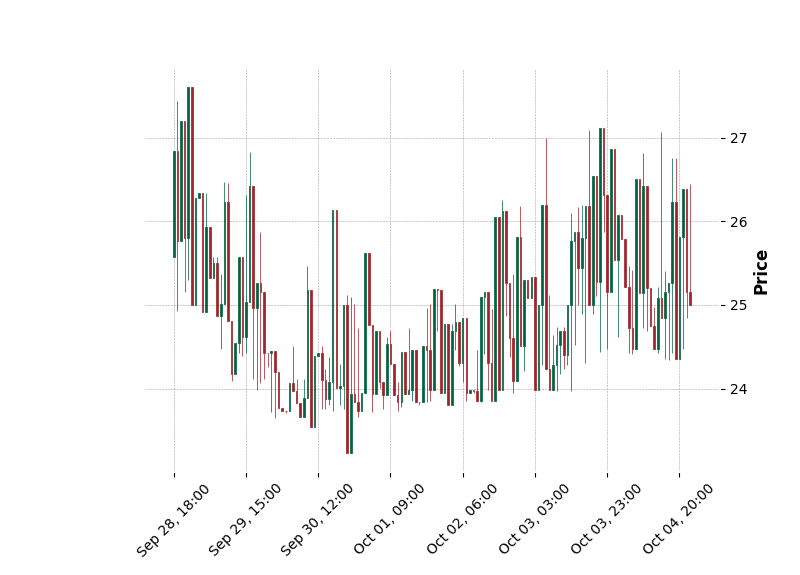 27
26
25
24
Price
Sep 28, 18:00
Sep 29, 15:00
Sep 30, 12:00
Oct 01, 09:00
Oct 02, 06:00
Oct 03, 03:00
Oct 03, 23:00
Oct 04, 20:00